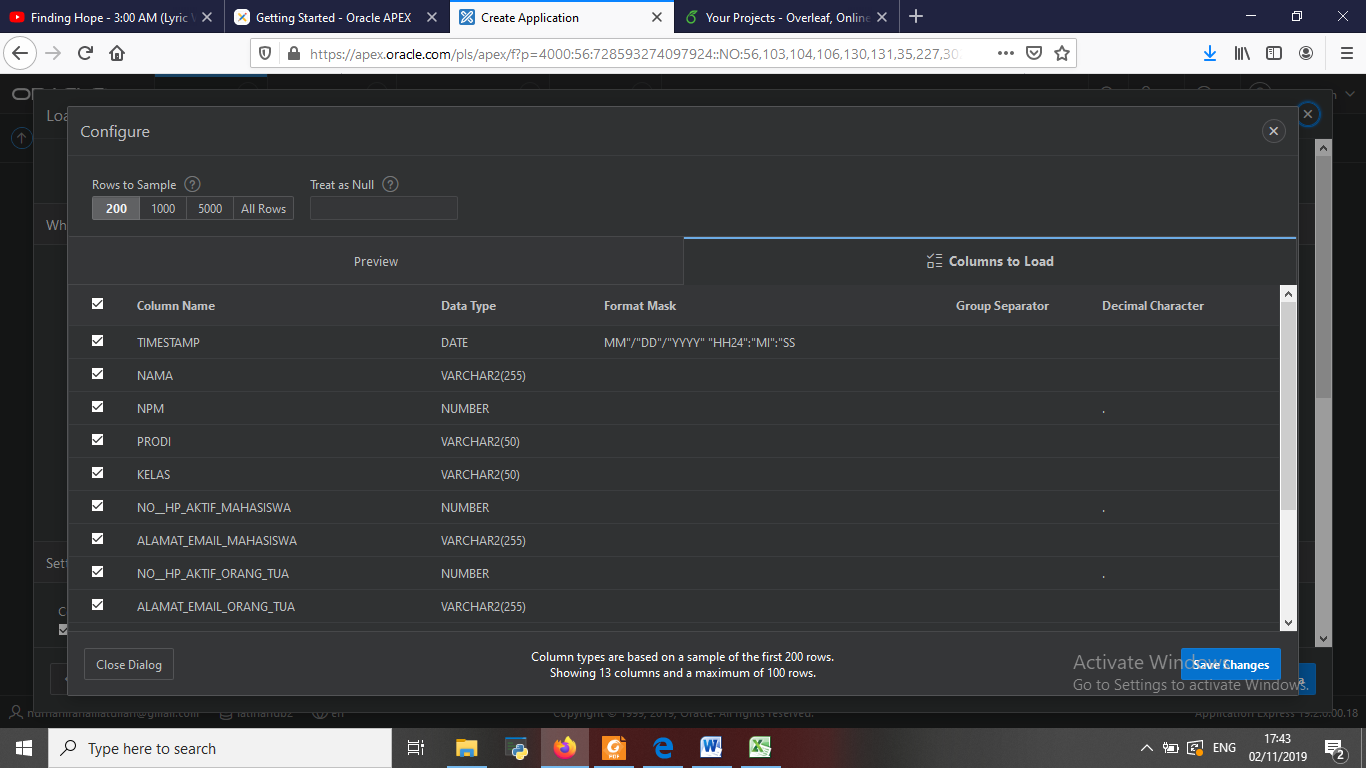 Finding Hope - 3:00 AM (Lyric
Getting Started - Oracle APEX
Create Application
Your Projects - Overleaf, Online
https://apex.oracle.com/pls/apex/f?p=4000:56:728593274097924::NO:56,103,104,106,130,131,35,227,30
Configure
Rows to Sample ?
Treat as Null ?
200 1000 5000 All Rows
Preview
Columns to Load
Column Name Data Type Format Mask Group Separator Decimal Character
TIMESTAMP DATE MM"/"DD"/"YYYY" "HH24":"MI":"SS
NAMA VARCHAR2(255)
NPM NUMBER .
PRODI VARCHAR2(50)
KELAS VARCHAR2(50)
NO__HP_AKTIF_MAHASISWA NUMBER .
ALAMAT_EMAIL_MAHASISWA VARCHAR2(255)
NO__HP_AKTIF_ORANG_TUA NUMBER .
ALAMAT_EMAIL_ORANG_TUA VARCHAR2(255)
Close Dialog
Column types are based on a sample of the first 200 rows.
Showing 13 columns and a maximum of 100 rows.
Save Changes
Activate Windows
Go to Settings to activate Windows.
en
Copyright © 1999, 2019, Oracle. All rights reserved.
Application Express 19.2.0.00.18
Type here to search
ENG
17:43
02/11/2019
2